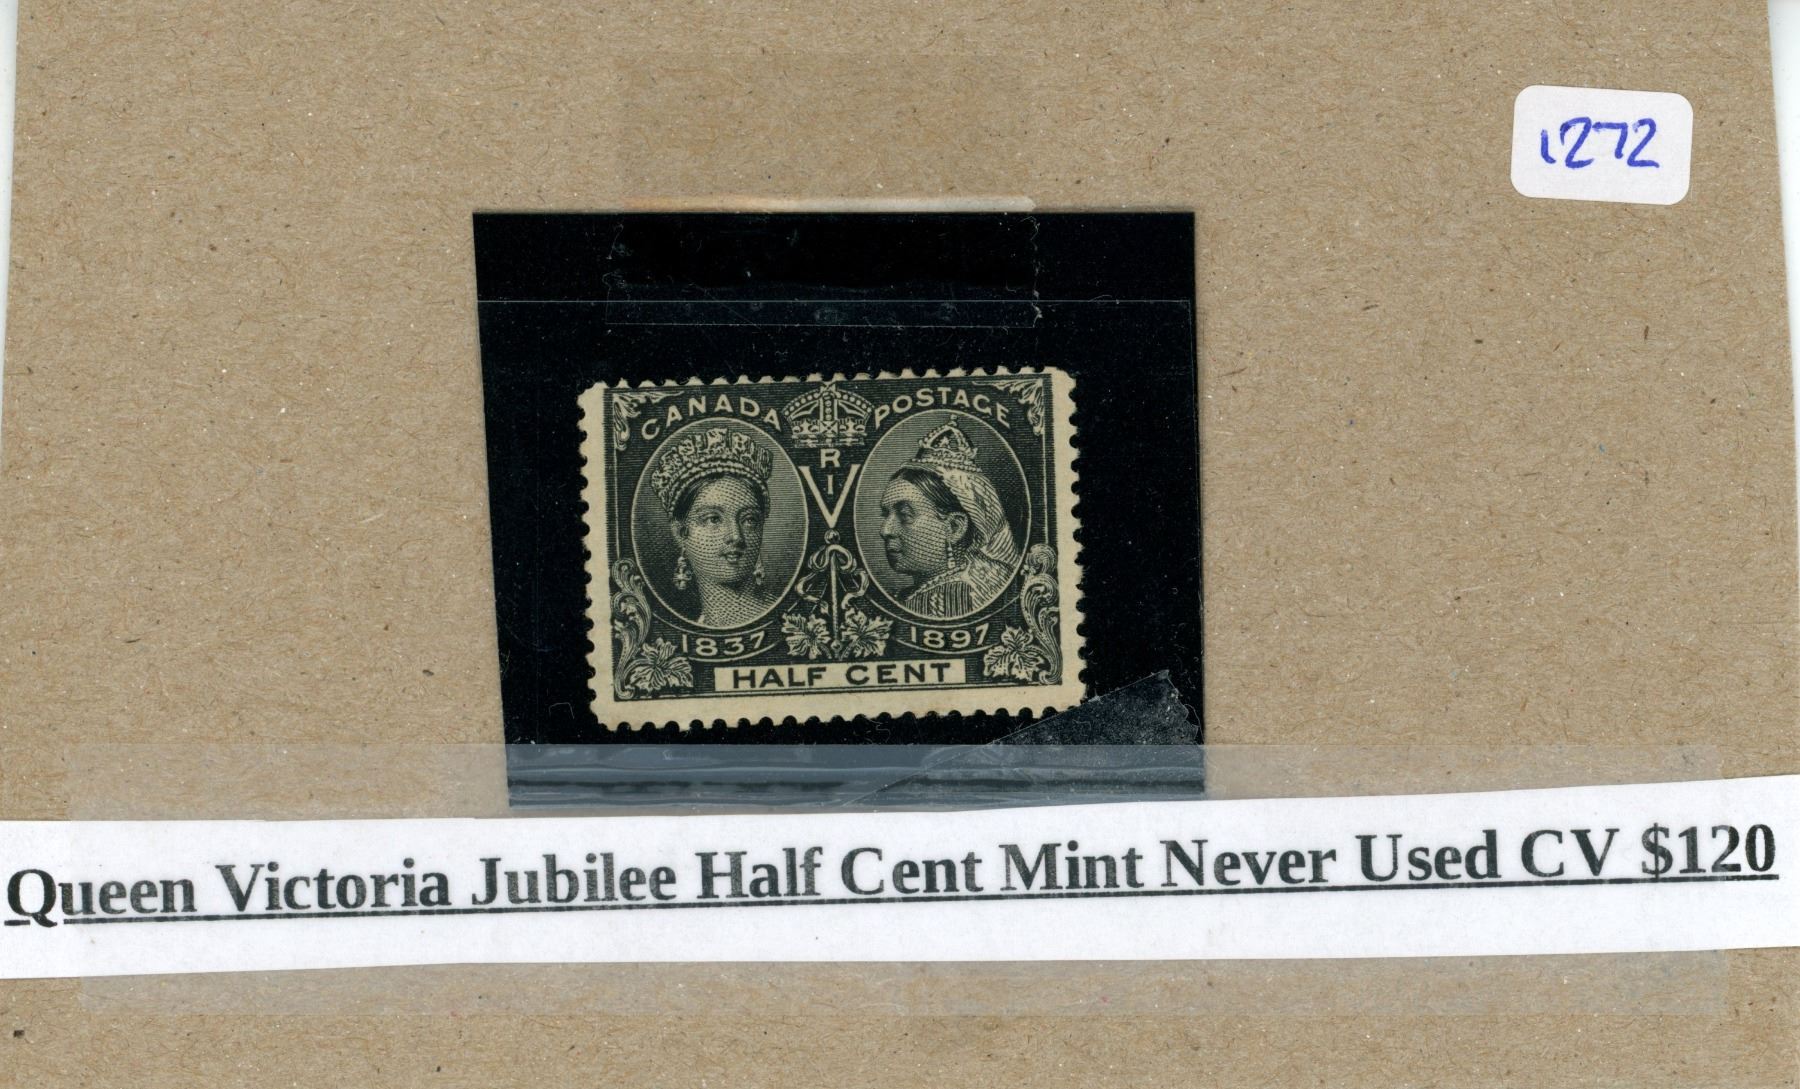 1272
CANADA POSTAGE
R
V I
1837 1897
HALF CENT
Queen Victoria Jubilee Half Cent Mint Never Used CV $120